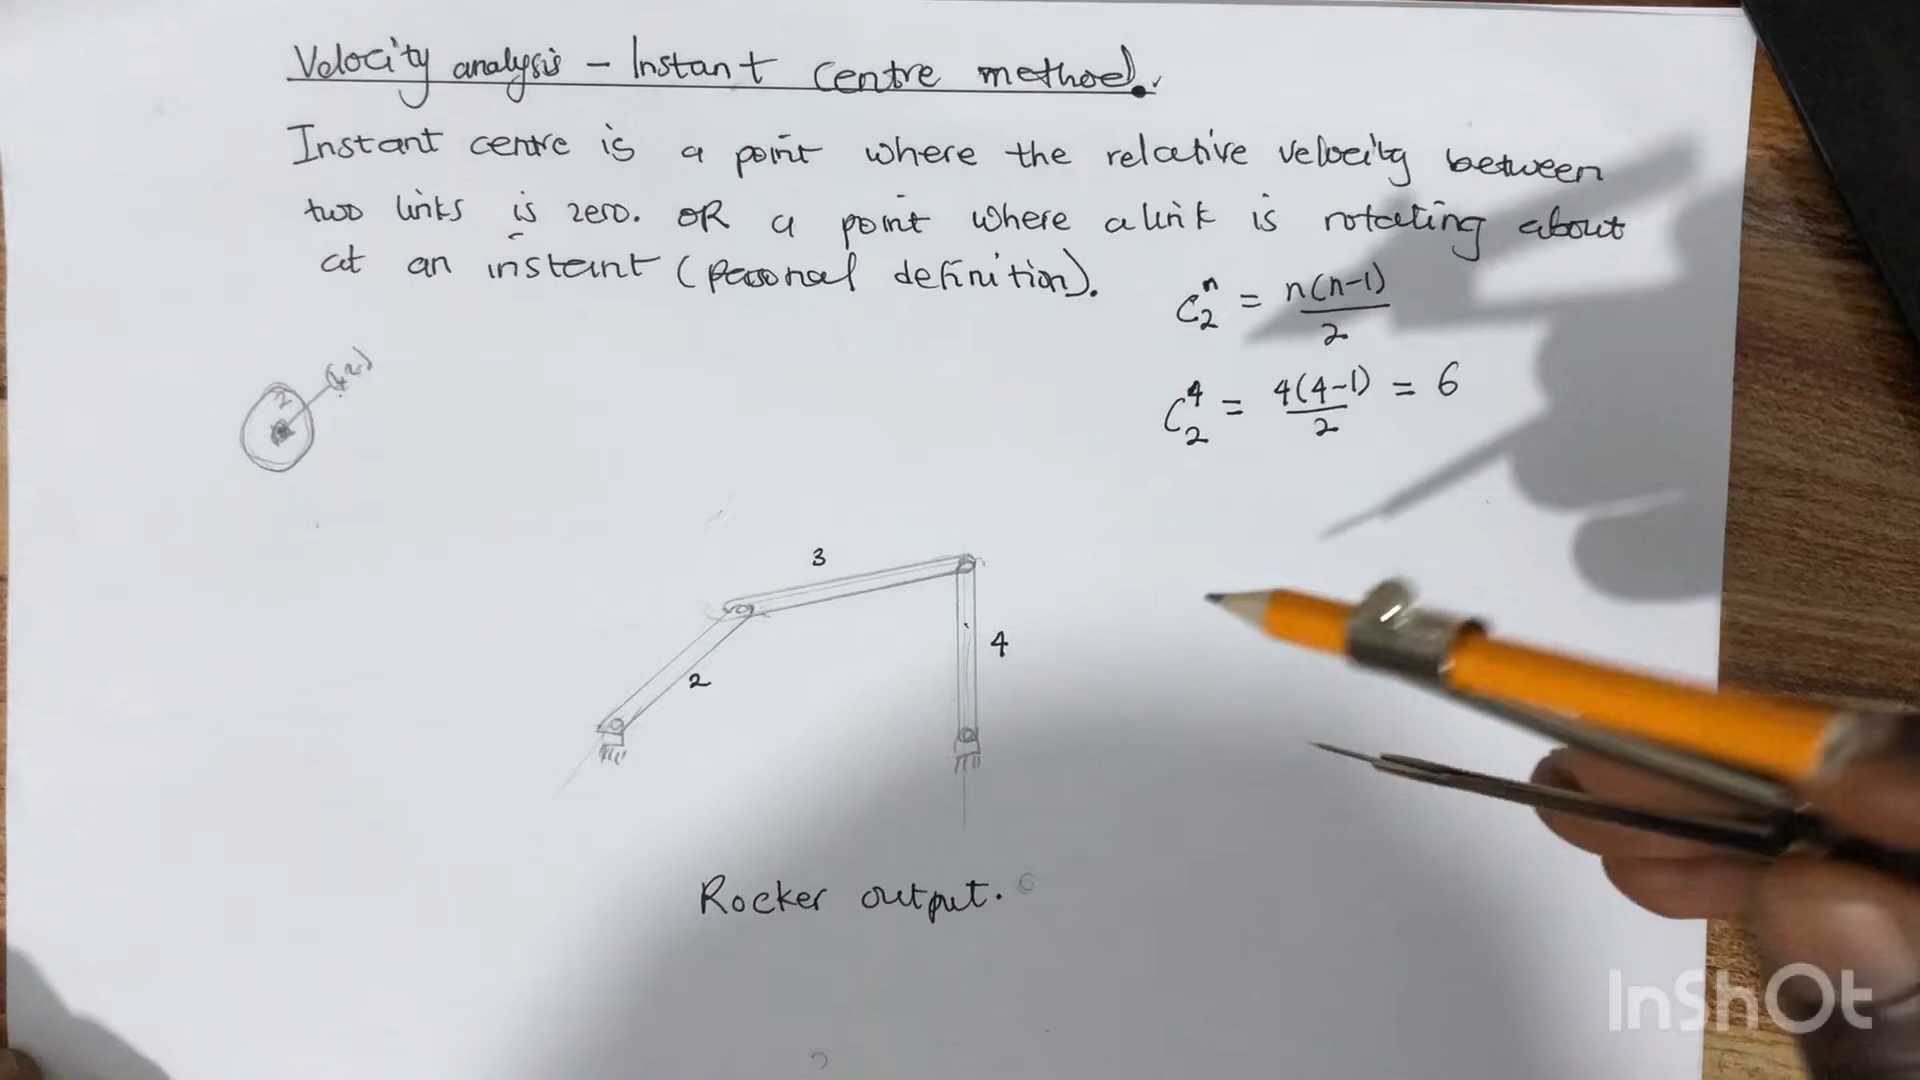 Velocity analysis - Instant centre method.
Instant centre is a point where the relative velocity between
two links is zero. OR a point where a link is rotating about
at an instant (personal definition).
C₂ⁿ = n(n-1)/2
C₂⁴ = 4(4-1)/2 = 6
2
3
4
2
Rocker output.
InShOt